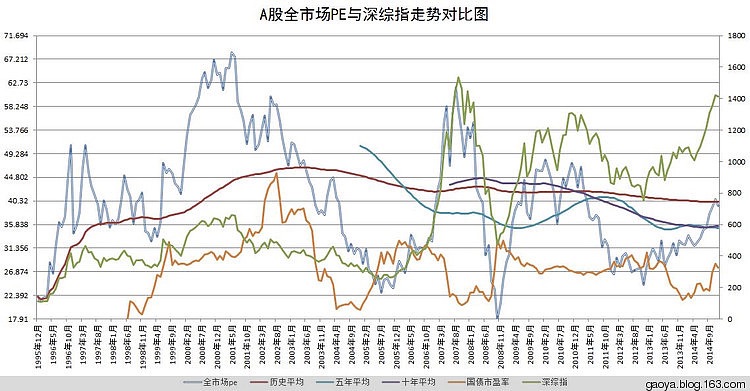 A股全市场PE与深综指走势对比图
71.694
67.212
62.73
58.248
53.766
49.284
44.802
40.32
35.838
31.356
26.874
22.392
17.91
1800
1600
1400
1200
1000
800
600
400
200
0
1995年12月
1996年5月
1996年10月
1997年3月
1997年8月
1998年1月
1998年6月
1998年11月
1999年4月
1999年9月
2000年2月
2000年7月
2000年12月
2001年5月
2001年10月
2002年3月
2002年8月
2003年1月
2003年6月
2003年11月
2004年4月
2004年9月
2005年2月
2005年7月
2005年12月
2006年5月
2006年10月
2007年3月
2007年8月
2008年1月
2008年6月
2008年11月
2009年4月
2009年9月
2010年2月
2010年7月
2010年12月
2011年5月
2011年10月
2012年3月
2012年8月
2013年1月
2013年6月
2013年11月
2014年4月
2014年9月
全市场pe 历史平均 五年平均 十年平均 国债市盈率 深综指
gaoya.blog.163.com